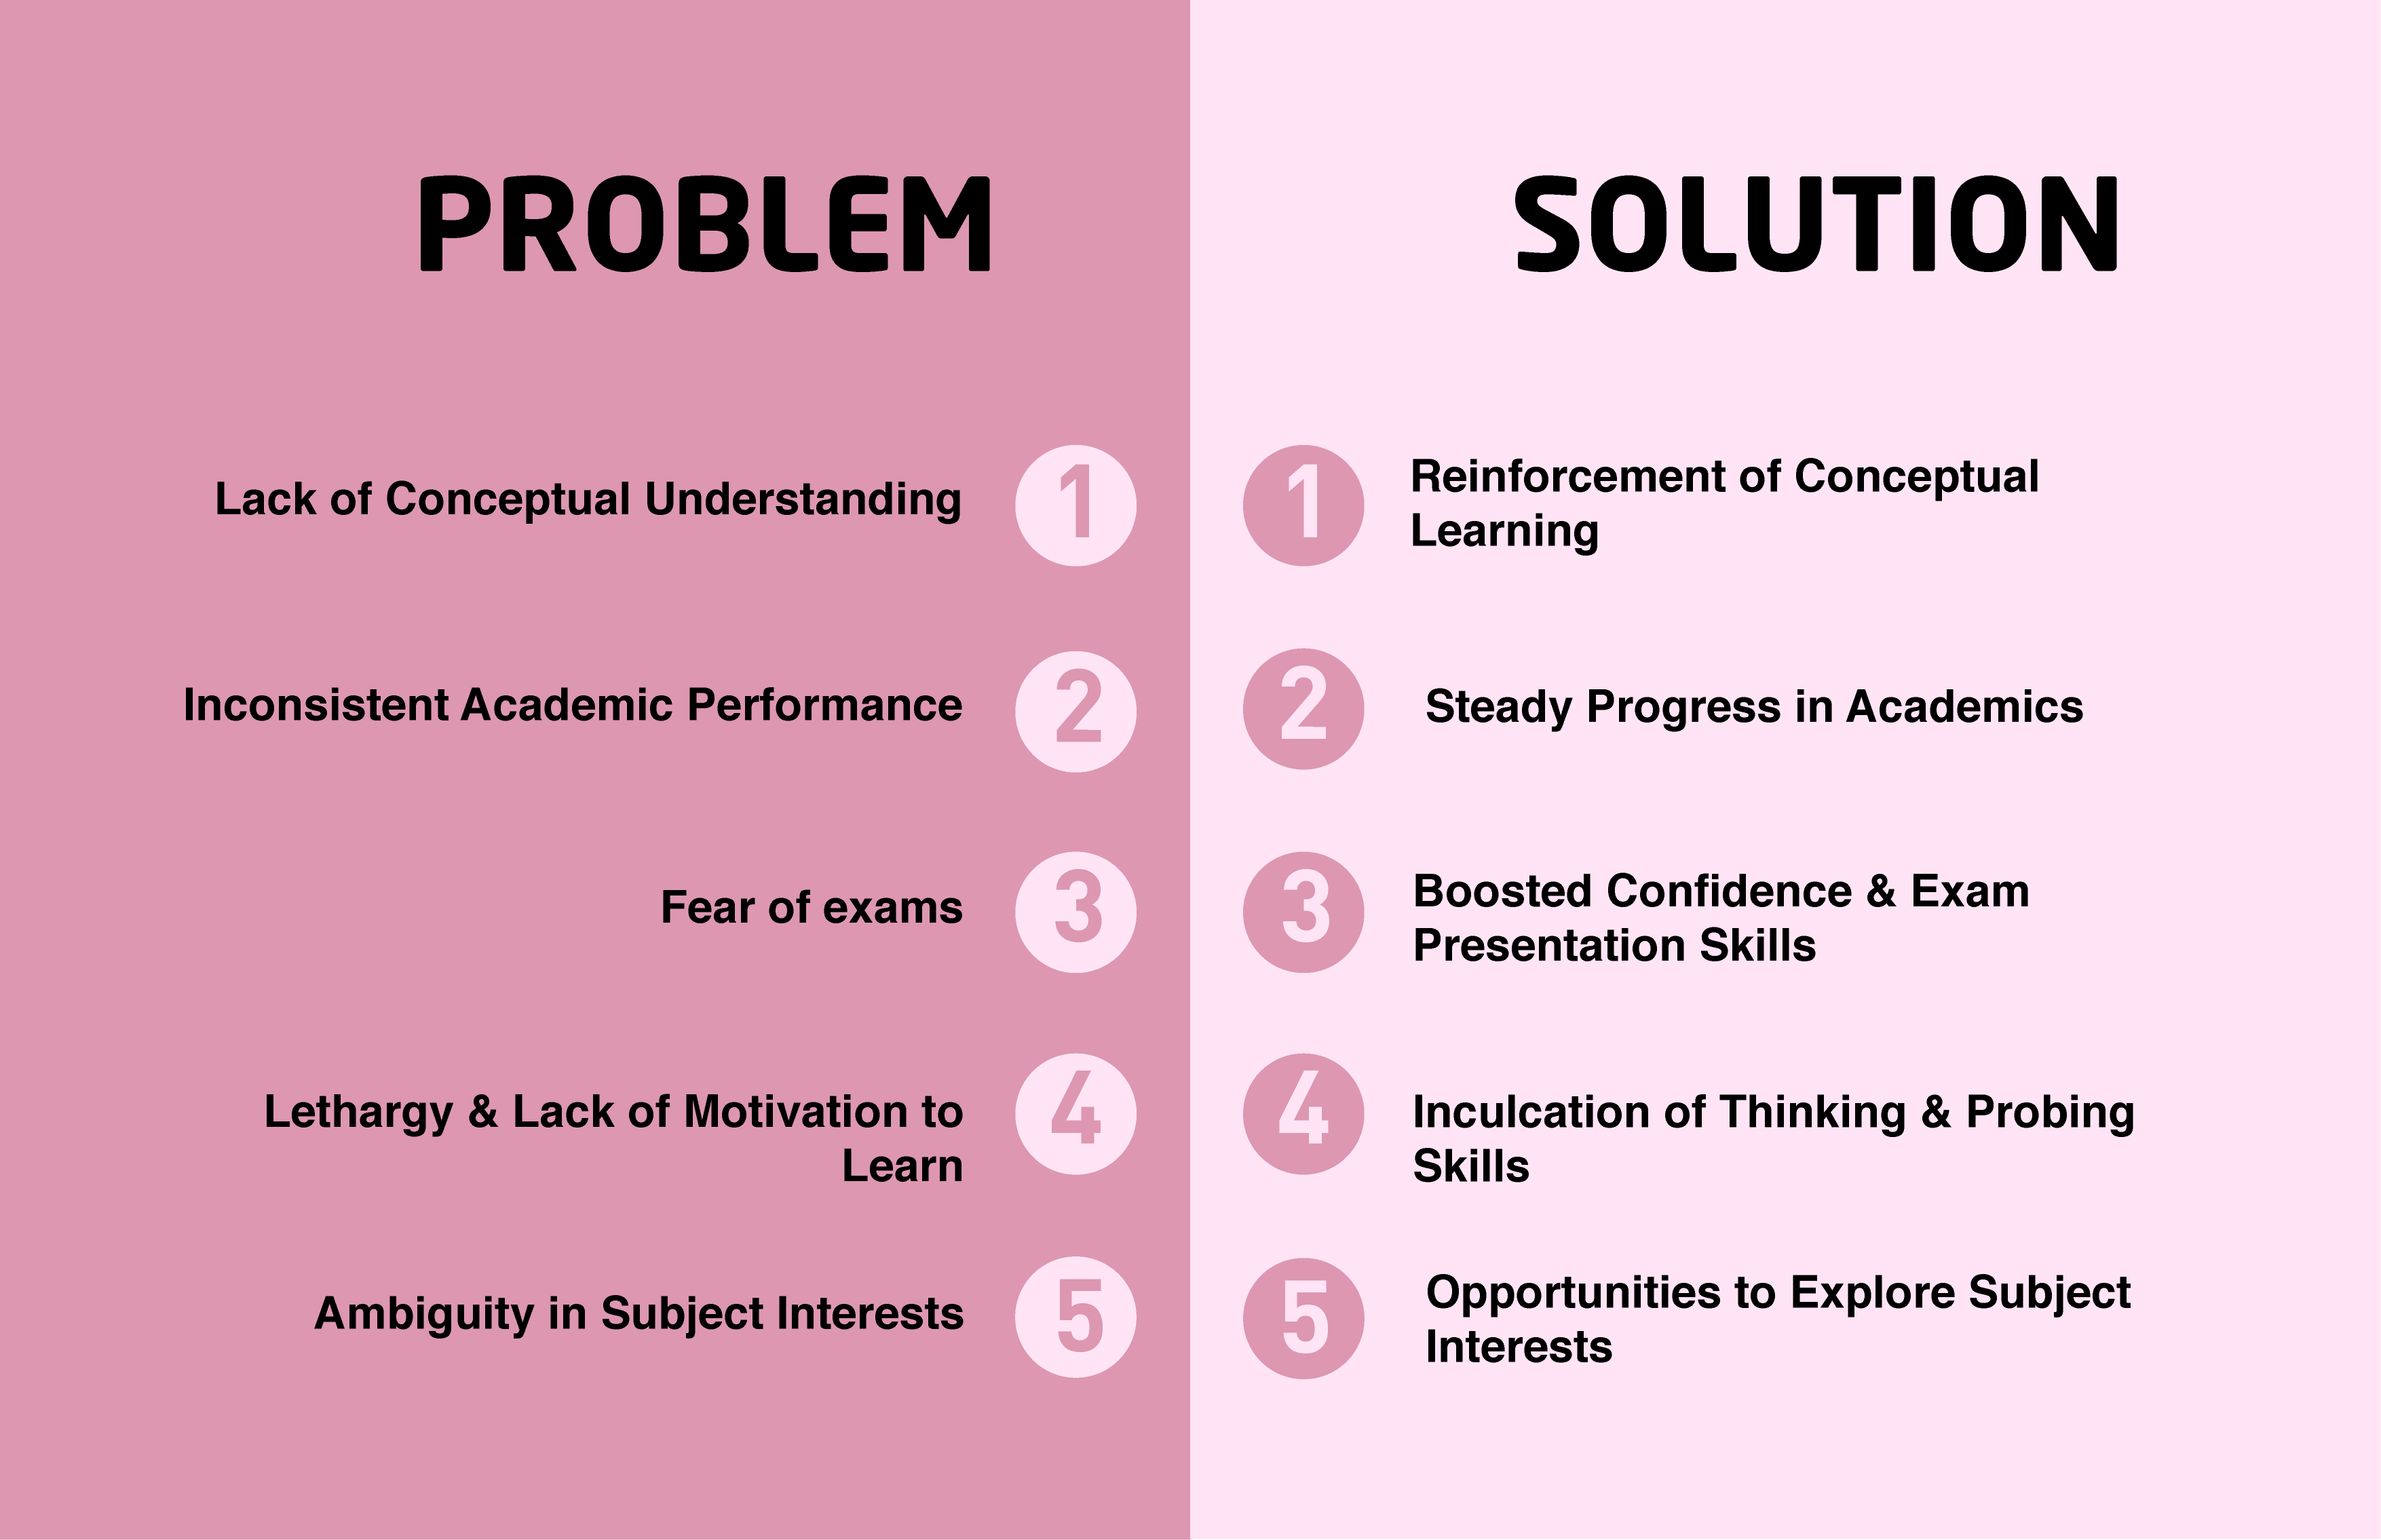 PROBLEM
Lack of Conceptual Understanding
1
Inconsistent Academic Performance
2
Fear of exams
3
Lethargy & Lack of Motivation to
Learn
4
Ambiguity in Subject Interests
5
SOLUTION
1
Reinforcement of Conceptual
Learning
2
Steady Progress in Academics
3
Boosted Confidence & Exam
Presentation Skills
4
Inculcation of Thinking & Probing
Skills
5
Opportunities to Explore Subject
Interests